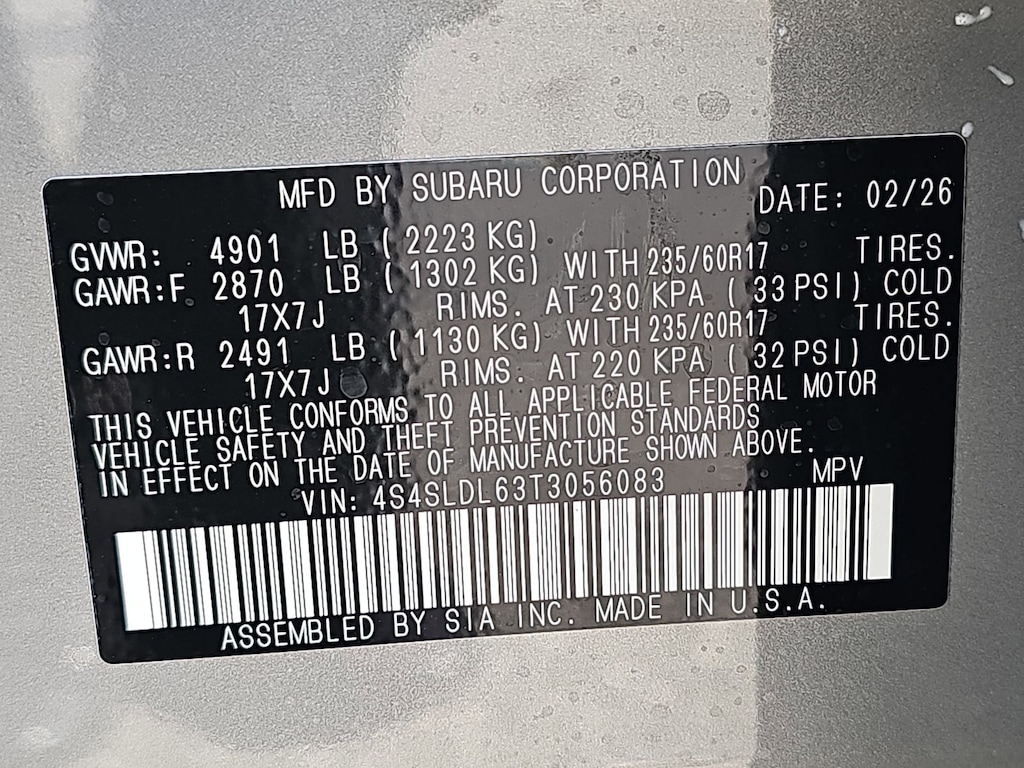 MFD BY SUBARU CORPORATION DATE: 02/26
GVWR: 4901 LB ( 2223 KG)
GAWR:F 2870 LB ( 1302 KG) WITH 235/60R17 TIRES.
17X7J RIMS. AT 230 KPA ( 33 PSI) COLD
GAWR:R 2491 LB ( 1130 KG) WITH 235/60R17 TIRES.
17X7J RIMS. AT 220 KPA ( 32 PSI) COLD
THIS VEHICLE CONFORMS TO ALL APPLICABLE FEDERAL MOTOR
VEHICLE SAFETY AND THEFT PREVENTION STANDARDS
IN EFFECT ON THE DATE OF MANUFACTURE SHOWN ABOVE.
VIN: 4S4SLDL63T3056083 MPV
ASSEMBLED BY SIA INC. MADE IN U.S.A.